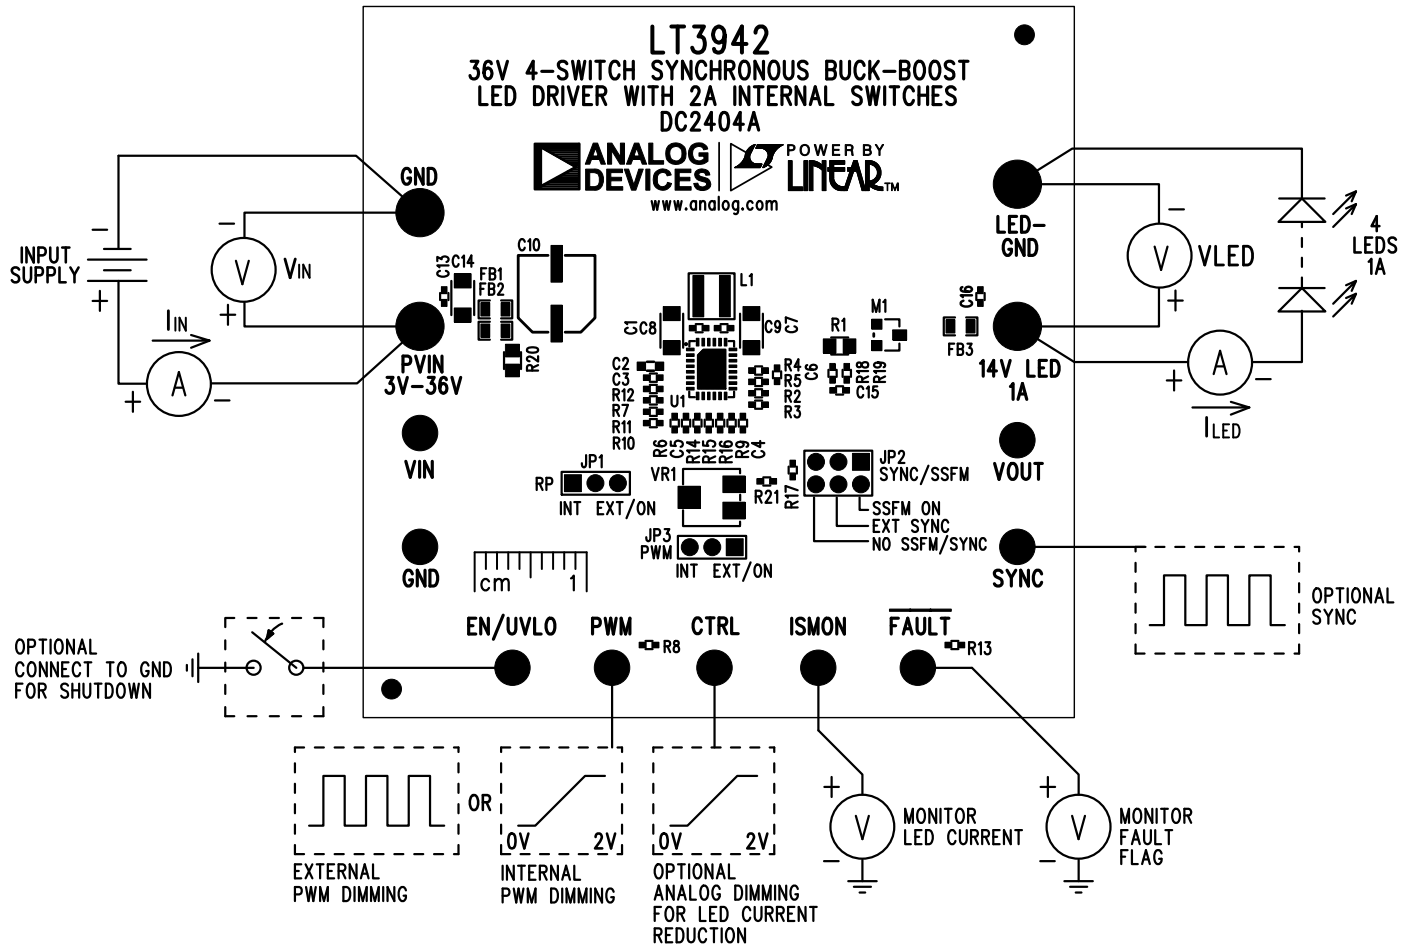 LT3942
36V 4-SWITCH SYNCHRONOUS BUCK-BOOST
LED DRIVER WITH 2A INTERNAL SWITCHES
DC2404A
ANALOG
DEVICES
LT
POWER BY
LINEAR™
www.analog.com
GND
-
-
INPUT
SUPPLY
V
VIN
+
+
IIN
A
+
-
PVIN
3V-36V
VIN
GND
C13
C14
FB1
FB2
C10
R20
L1
C1
C8
C9
C7
C2
C3
R12
R7
R11
R10
U1
R4
R5
R2
R3
R6
C5
R14
R15
R16
R9
C4
R1
C6
M1
R18
R19
C15
C16
FB3
LED-
GND
-
V
VLED
+
4
LEDS
1A
14V LED
1A
A
+
-
ILED
VOUT
JP1
RP
INT EXT/ON
VR1
R21
R17
JP2
SYNC/SSFM
SSFM ON
EXT SYNC
NO SSFM/SYNC
JP3
PWM
INT EXT/ON
cm
1
SYNC
OPTIONAL
SYNC
EN/UVLO
PWM
R8
CTRL
ISMON
FAULT
R13
OPTIONAL
CONNECT TO GND
FOR SHUTDOWN
OR
0V
2V
0V
2V
EXTERNAL
PWM DIMMING
INTERNAL
PWM DIMMING
OPTIONAL
ANALOG DIMMING
FOR LED CURRENT
REDUCTION
+
V
-
MONITOR
LED CURRENT
+
V
-
MONITOR
FAULT
FLAG